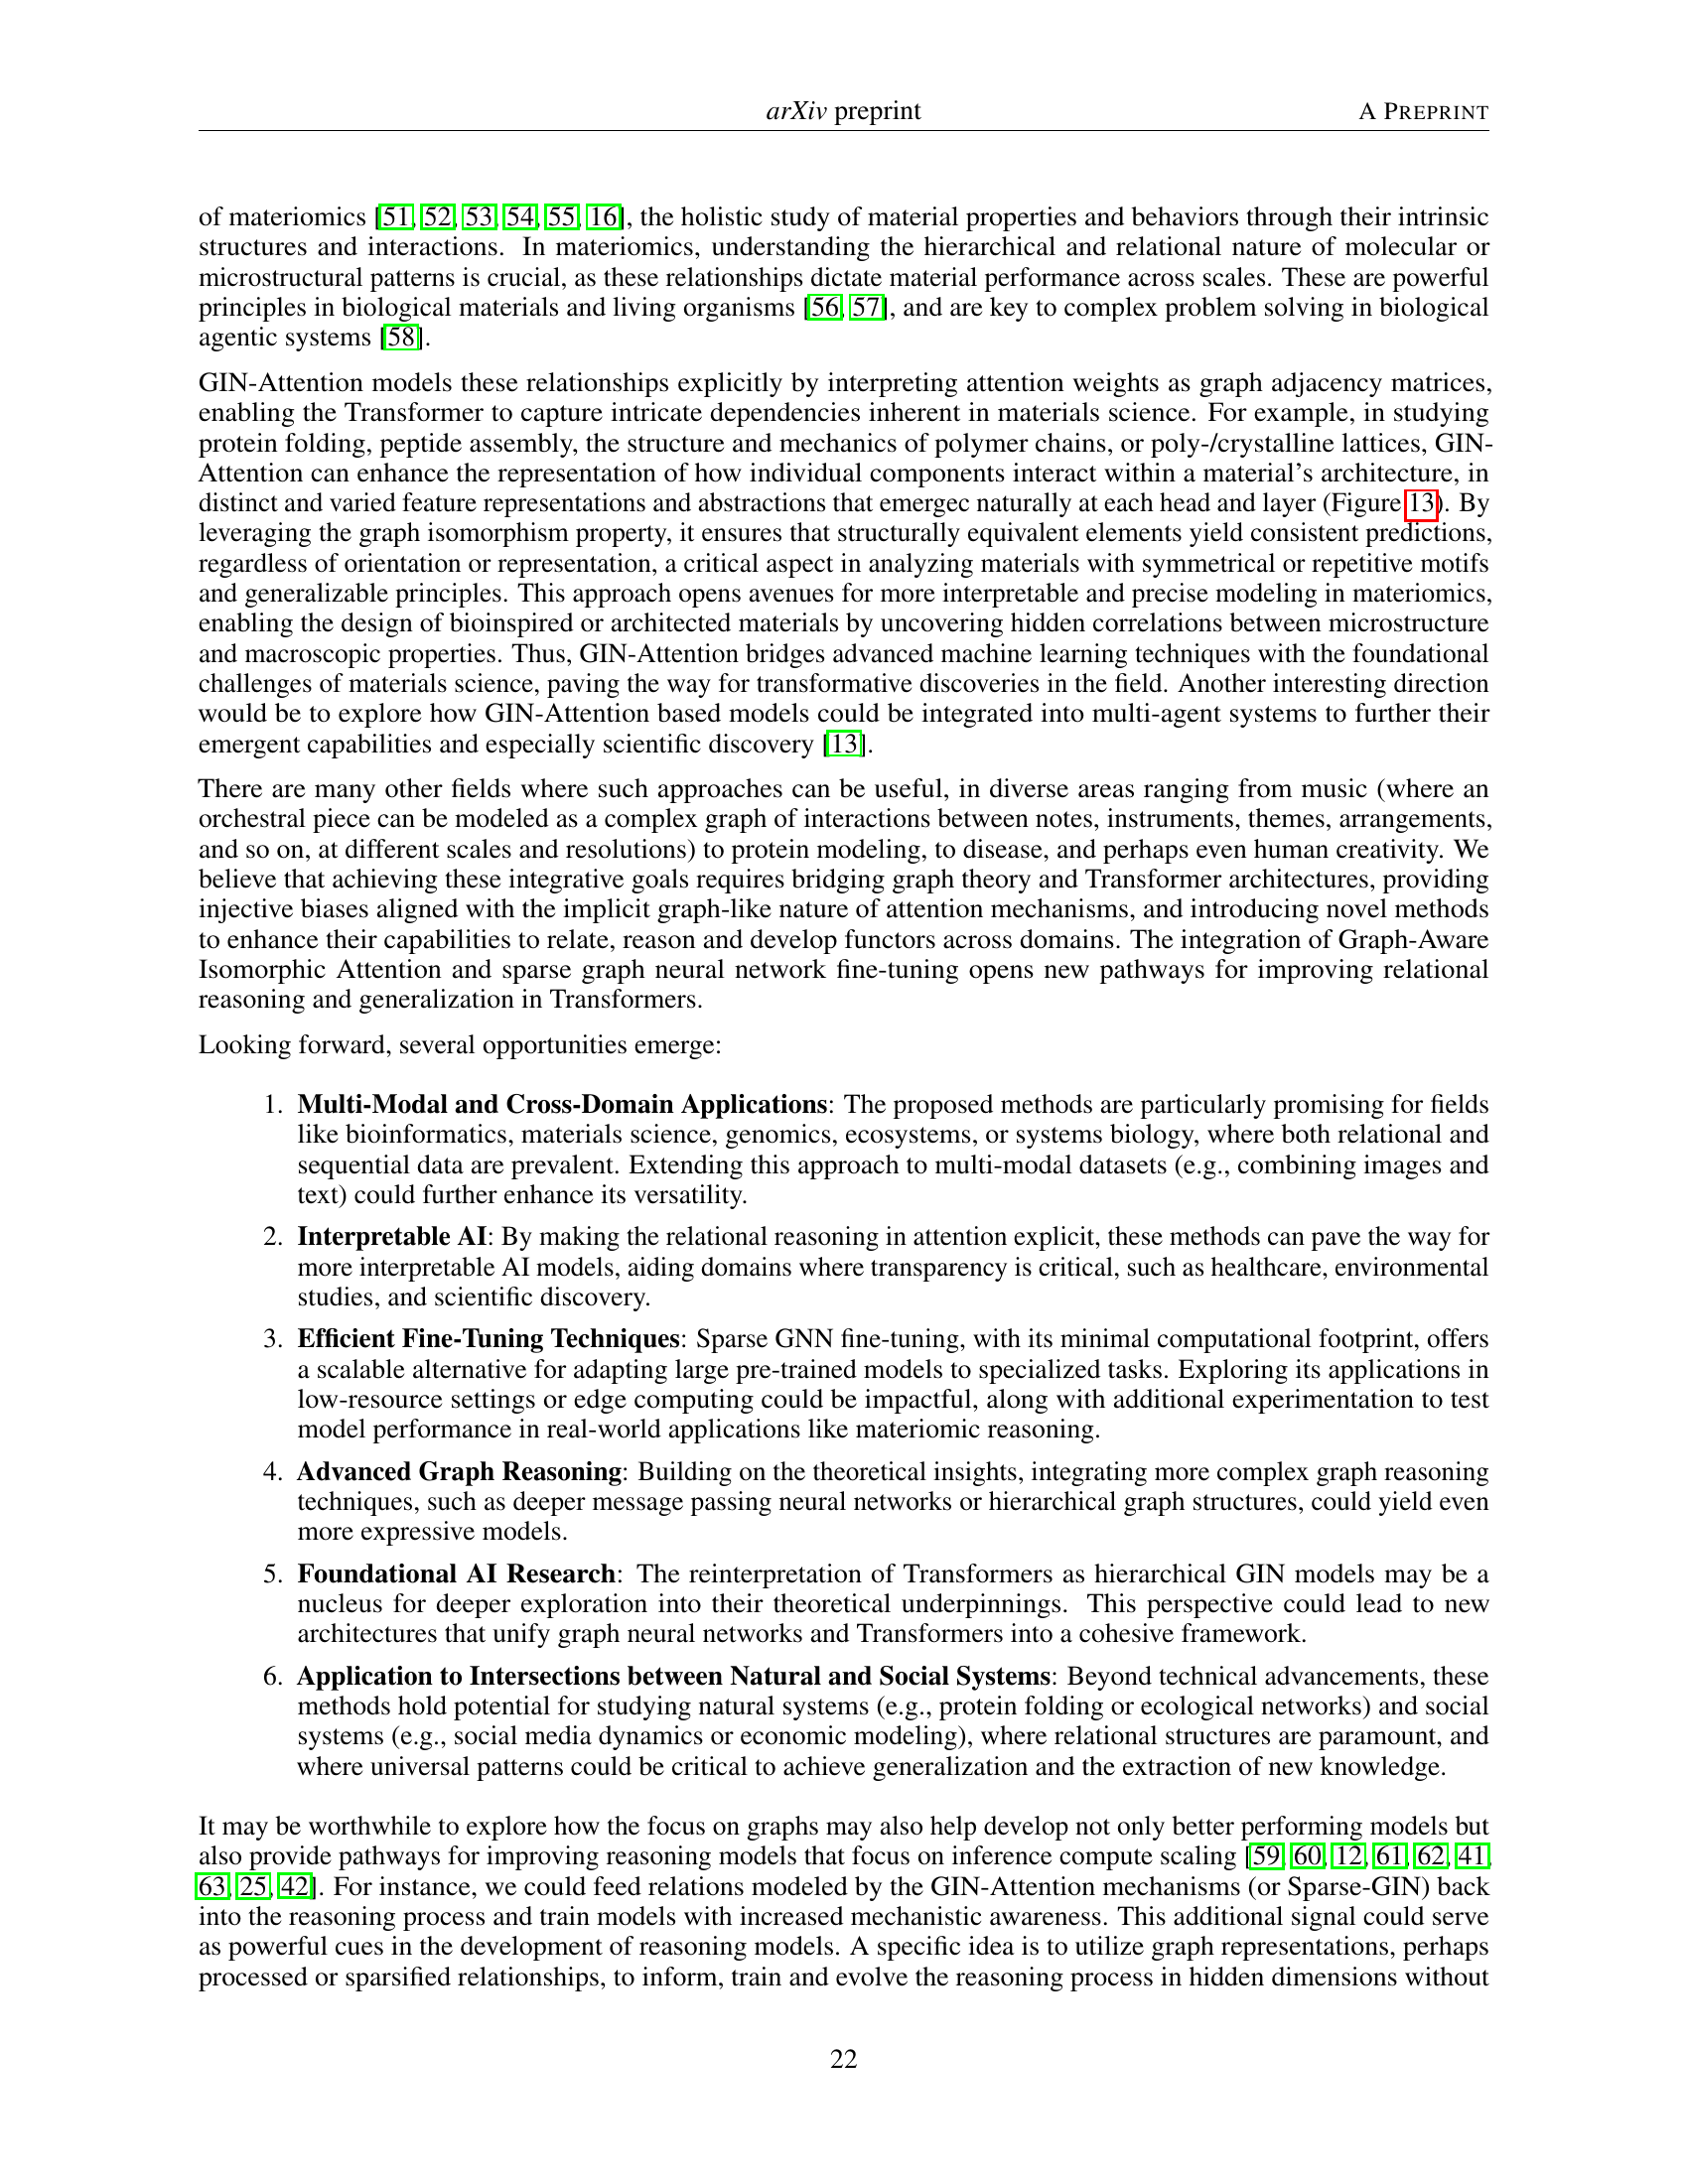 arXiv preprint
A PREPRINT
of materiomics [51, 52, 53, 54, 55, 16], the holistic study of material properties and behaviors through their intrinsic
structures and interactions. In materiomics, understanding the hierarchical and relational nature of molecular or
microstructural patterns is crucial, as these relationships dictate material performance across scales. These are powerful
principles in biological materials and living organisms [56, 57], and are key to complex problem solving in biological
agentic systems [58].
GIN-Attention models these relationships explicitly by interpreting attention weights as graph adjacency matrices,
enabling the Transformer to capture intricate dependencies inherent in materials science. For example, in studying
protein folding, peptide assembly, the structure and mechanics of polymer chains, or poly-/crystalline lattices, GIN-
Attention can enhance the representation of how individual components interact within a material's architecture, in
distinct and varied feature representations and abstractions that emergec naturally at each head and layer (Figure 13). By
leveraging the graph isomorphism property, it ensures that structurally equivalent elements yield consistent predictions,
regardless of orientation or representation, a critical aspect in analyzing materials with symmetrical or repetitive motifs
and generalizable principles. This approach opens avenues for more interpretable and precise modeling in materiomics,
enabling the design of bioinspired or architected materials by uncovering hidden correlations between microstructure
and macroscopic properties. Thus, GIN-Attention bridges advanced machine learning techniques with the foundational
challenges of materials science, paving the way for transformative discoveries in the field. Another interesting direction
would be to explore how GIN-Attention based models could be integrated into multi-agent systems to further their
emergent capabilities and especially scientific discovery [13].
There are many other fields where such approaches can be useful, in diverse areas ranging from music (where an
orchestral piece can be modeled as a complex graph of interactions between notes, instruments, themes, arrangements,
and so on, at different scales and resolutions) to protein modeling, to disease, and perhaps even human creativity. We
believe that achieving these integrative goals requires bridging graph theory and Transformer architectures, providing
injective biases aligned with the implicit graph-like nature of attention mechanisms, and introducing novel methods
to enhance their capabilities to relate, reason and develop functors across domains. The integration of Graph-Aware
Isomorphic Attention and sparse graph neural network fine-tuning opens new pathways for improving relational
reasoning and generalization in Transformers.
Looking forward, several opportunities emerge:
1. Multi-Modal and Cross-Domain Applications: The proposed methods are particularly promising for fields
like bioinformatics, materials science, genomics, ecosystems, or systems biology, where both relational and
sequential data are prevalent. Extending this approach to multi-modal datasets (e.g., combining images and
text) could further enhance its versatility.
2. Interpretable AI: By making the relational reasoning in attention explicit, these methods can pave the way for
more interpretable AI models, aiding domains where transparency is critical, such as healthcare, environmental
studies, and scientific discovery.
3. Efficient Fine-Tuning Techniques: Sparse GNN fine-tuning, with its minimal computational footprint, offers
a scalable alternative for adapting large pre-trained models to specialized tasks. Exploring its applications in
low-resource settings or edge computing could be impactful, along with additional experimentation to test
model performance in real-world applications like materiomic reasoning.
4. Advanced Graph Reasoning: Building on the theoretical insights, integrating more complex graph reasoning
techniques, such as deeper message passing neural networks or hierarchical graph structures, could yield even
more expressive models.
5. Foundational AI Research: The reinterpretation of Transformers as hierarchical GIN models may be a
nucleus for deeper exploration into their theoretical underpinnings. This perspective could lead to new
architectures that unify graph neural networks and Transformers into a cohesive framework.
6. Application to Intersections between Natural and Social Systems: Beyond technical advancements, these
methods hold potential for studying natural systems (e.g., protein folding or ecological networks) and social
systems (e.g., social media dynamics or economic modeling), where relational structures are paramount, and
where universal patterns could be critical to achieve generalization and the extraction of new knowledge.
It may be worthwhile to explore how the focus on graphs may also help develop not only better performing models but
also provide pathways for improving reasoning models that focus on inference compute scaling [59, 60, 12, 61, 62, 41,
63, 25, 42]. For instance, we could feed relations modeled by the GIN-Attention mechanisms (or Sparse-GIN) back
into the reasoning process and train models with increased mechanistic awareness. This additional signal could serve
as powerful cues in the development of reasoning models. A specific idea is to utilize graph representations, perhaps
processed or sparsified relationships, to inform, train and evolve the reasoning process in hidden dimensions without
22